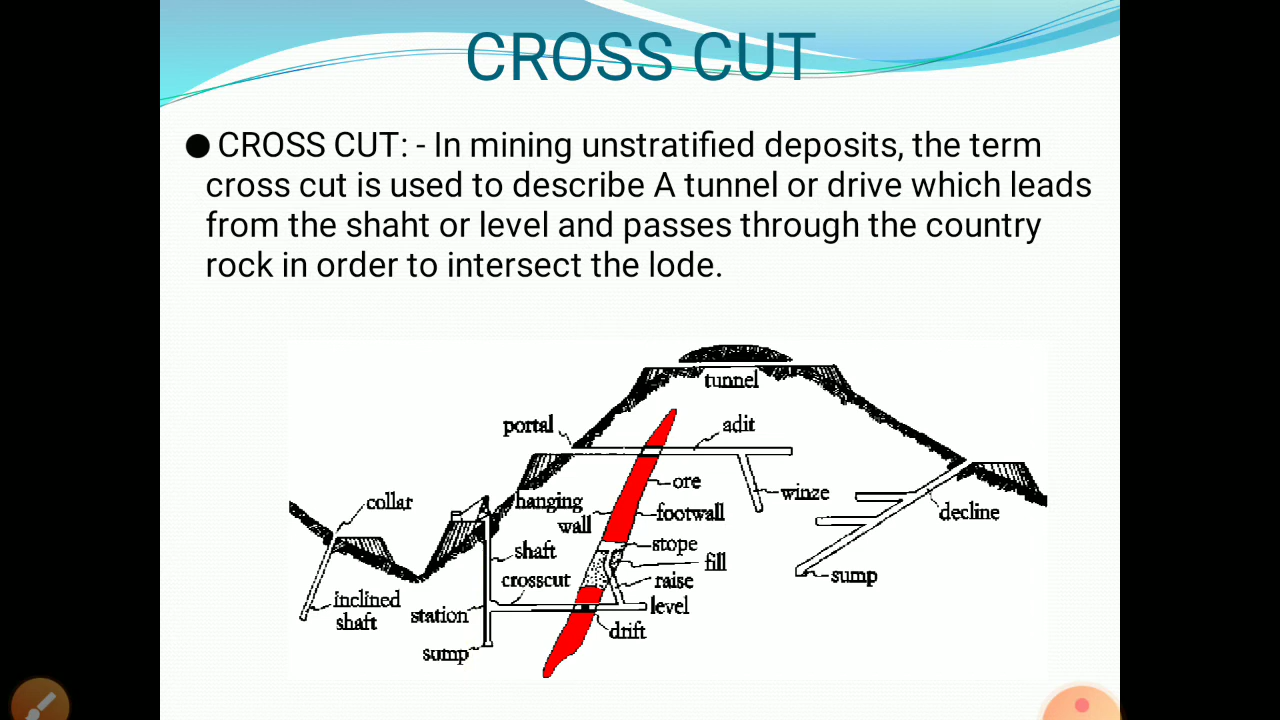 CROSS CUT
● CROSS CUT: - In mining unstratified deposits, the term
cross cut is used to describe A tunnel or drive which leads
from the shaht or level and passes through the country
rock in order to intersect the lode.
tunnel
portal
adit
collar
hanging
wall
ore
footwall
winze
decline
shaft
stope
fill
crosscut
raise
sump
inclined
shaft
station
level
drift
sump